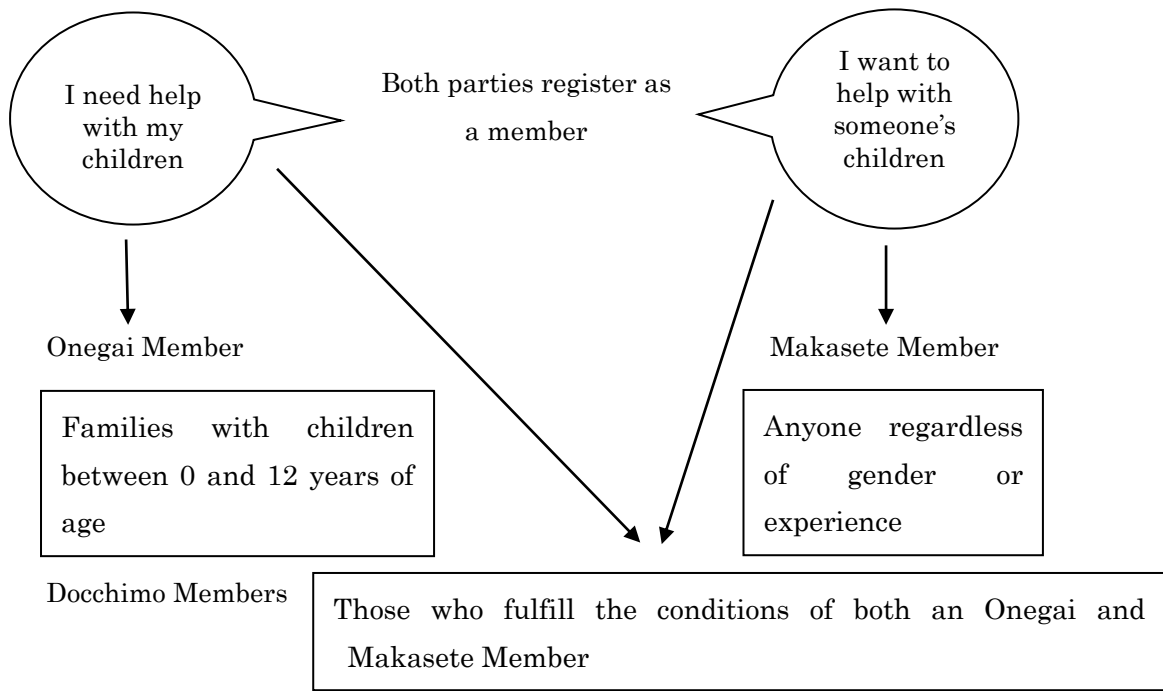 I need help
with my
children
Both parties register as
a member
I want to
help with
someone's
children
Onegai Member
Makasete Member
Families with children
between 0 and 12 years of
age
Anyone regardless
of gender or
experience
Docchimo Members
Those who fulfill the conditions of both an Onegai and
Makasete Member